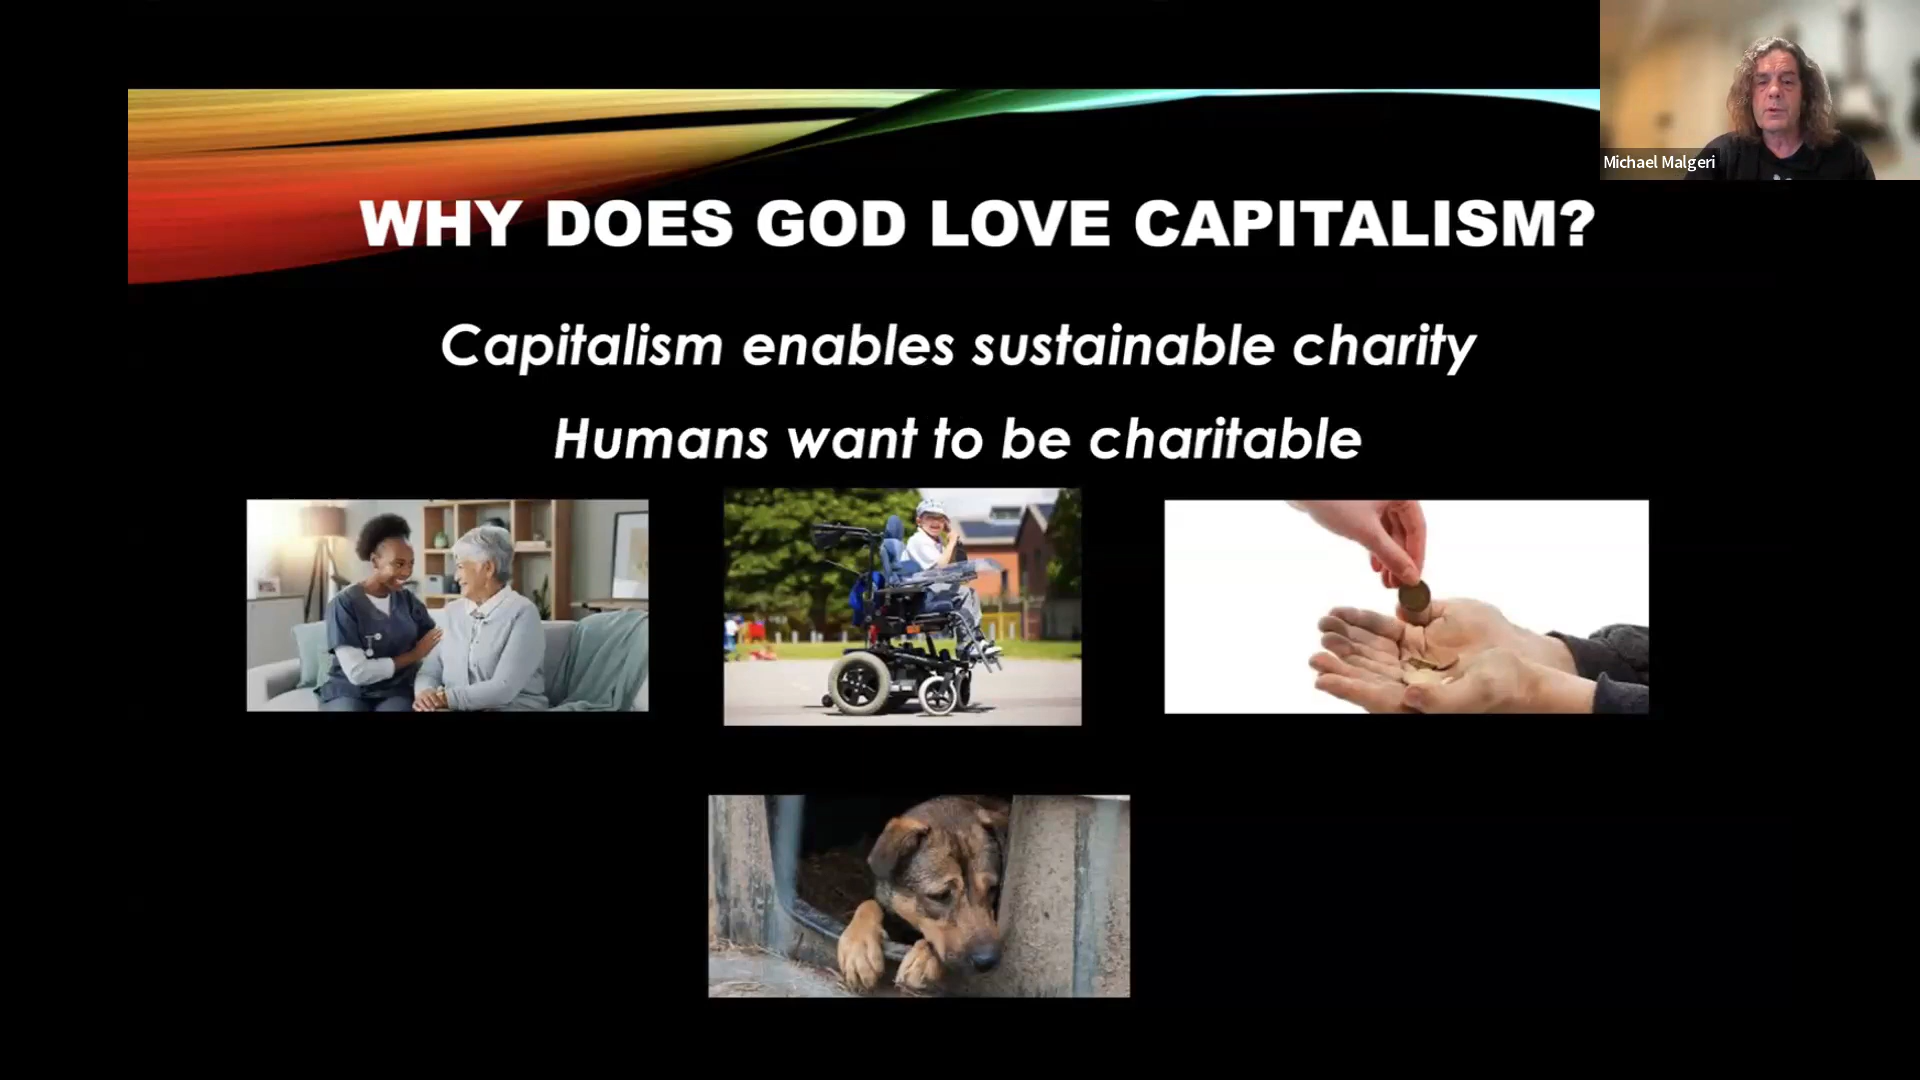 Michael Malgeri
WHY DOES GOD LOVE CAPITALISM?
Capitalism enables sustainable charity
Humans want to be charitable